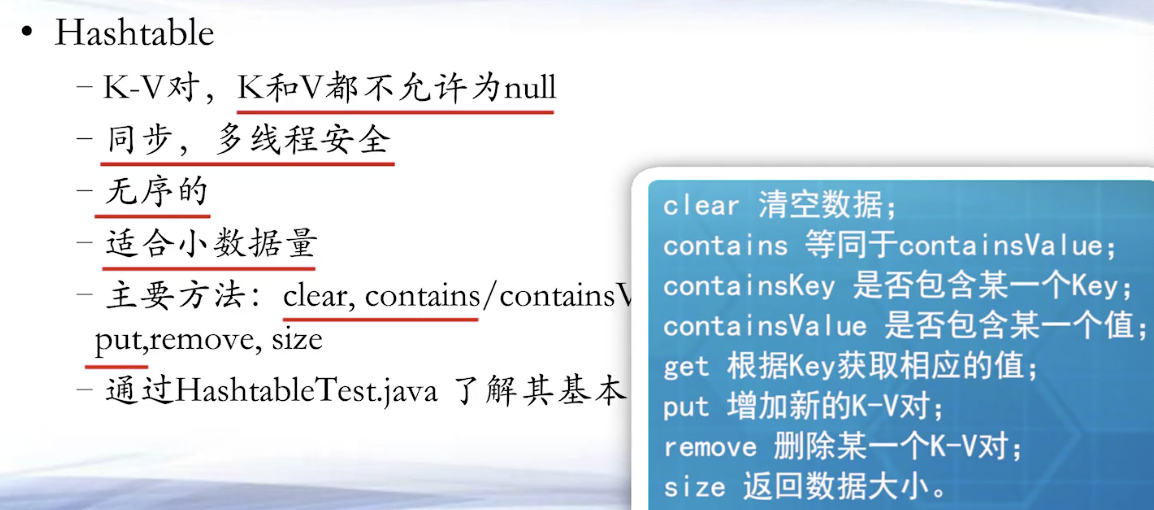 • Hashtable
– K-V对，K和V都不允许为null
– 同步，多线程安全
– 无序的
– 适合小数据量
– 主要方法：clear, contains/containsV
put,remove, size
– 通过HashtableTest.java 了解其基本
clear 清空数据；
contains 等同于containsValue；
containsKey 是否包含某一个Key；
containsValue 是否包含某一个值；
get 根据Key获取相应的值；
put 增加新的K-V对；
remove 删除某一个K-V对；
size 返回数据大小。